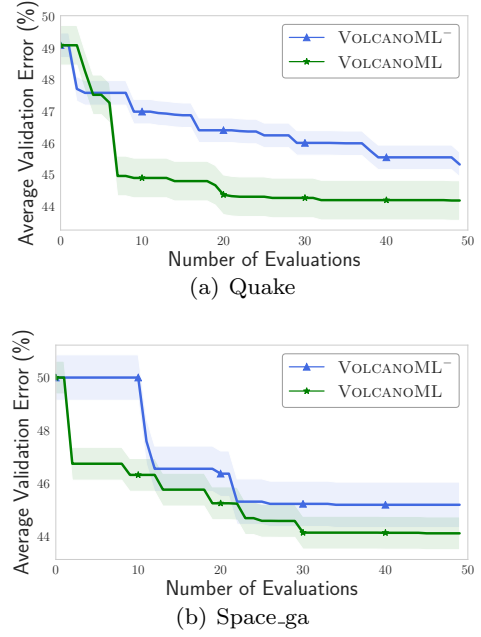 50
49
48
47
46
45
44
0
10
20
30
40
50
Average Validation Error (%)
Number of Evaluations
VOLCANOML⁻
VOLCANOML
(a) Quake
50
48
46
44
0
10
20
30
40
50
Average Validation Error (%)
Number of Evaluations
VOLCANOML⁻
VOLCANOML
(b) Space_ga